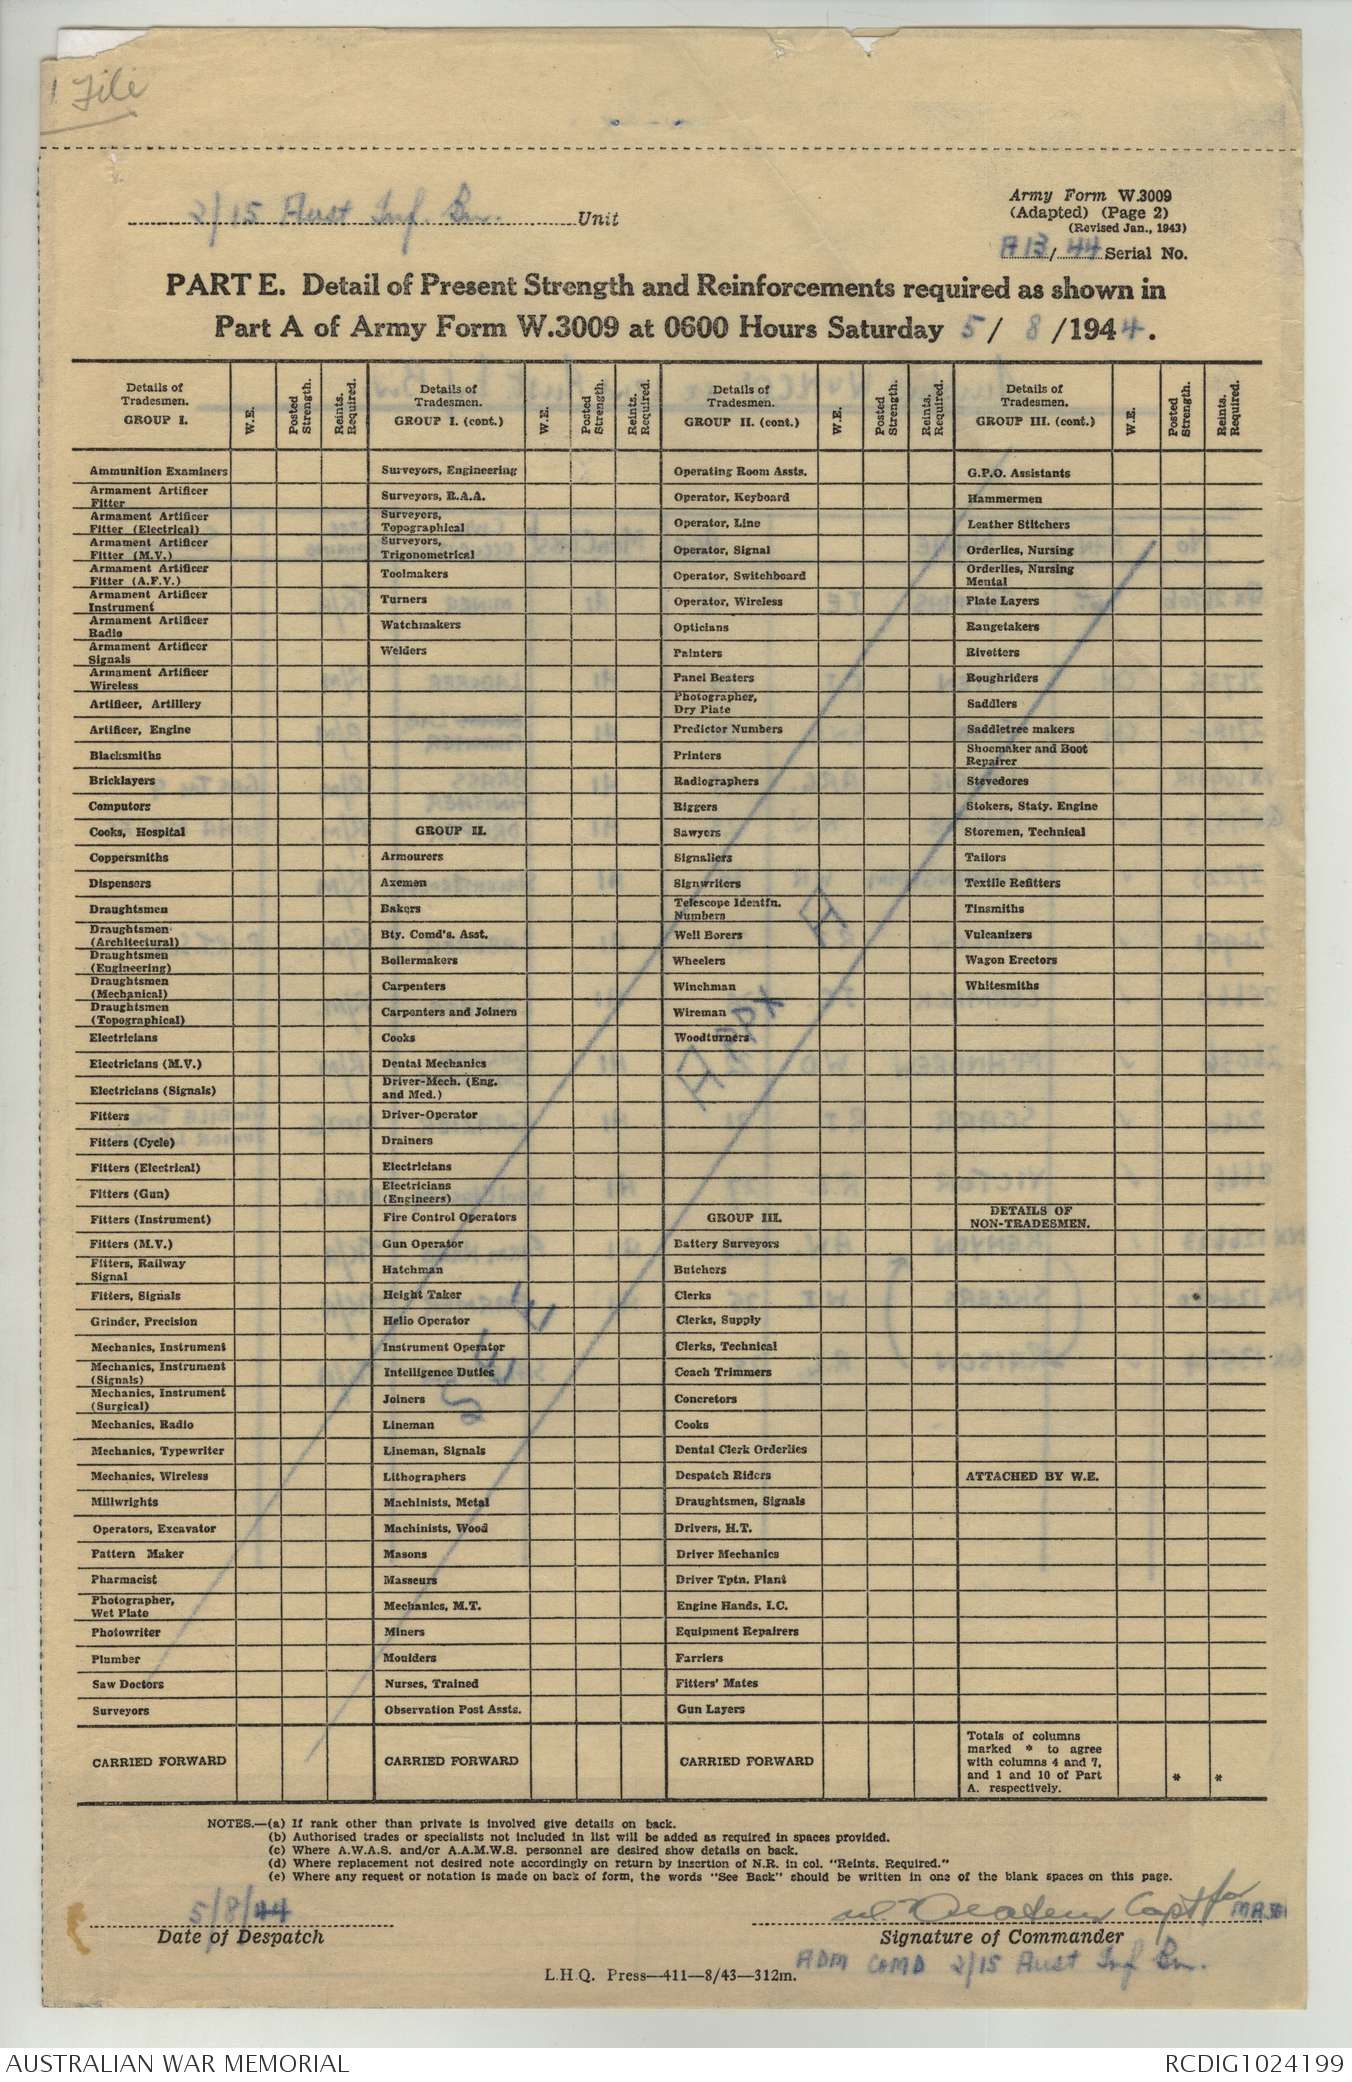 1 File
2/15 Aust Inf. Bn. Unit
Army Form W.3009
(Adapted) (Page 2)
(Revised Jan., 1943)
A13/44 Serial No.
PART E. Detail of Present Strength and Reinforcements required as shown in
Part A of Army Form W.3009 at 0600 Hours Saturday 5/ 8 /1944.
Details of
Tradesmen.
GROUP I.
W.E.
Posted
Strength.
Reints.
Required.
Ammunition Examiners
Armament Artificer
Fitter
Armament Artificer
Fitter (Electrical)
Armament Artificer
Fitter (M.V.)
Armament Artificer
Fitter (A.F.V.)
Armament Artificer
Instrument
Armament Artificer
Radio
Armament Artificer
Signals
Armament Artificer
Wireless
Artificer, Artillery
Artificer, Engine
Blacksmiths
Bricklayers
Computors
Cooks, Hospital
Coppersmiths
Dispensers
Draughtsmen
Draughtsmen
(Architectural)
Draughtsmen
(Engineering)
Draughtsmen
(Mechanical)
Draughtsmen
(Topographical)
Electricians
Electricians (M.V.)
Electricians (Signals)
Fitters
Fitters (Cycle)
Fitters (Electrical)
Fitters (Gun)
Fitters (Instrument)
Fitters (M.V.)
Fitters, Railway
Signal
Fitters, Signals
Grinder, Precision
Mechanics, Instrument
Mechanics, Instrument
(Signals)
Mechanics, Instrument
(Surgical)
Mechanics, Radio
Mechanics, Typewriter
Mechanics, Wireless
Millwrights
Operators, Excavator
Pattern Maker
Pharmacist
Photographer,
Wet Plate
Photowriter
Plumber
Saw Doctors
Surveyors
CARRIED FORWARD
Details of
Tradesmen.
GROUP I. (cont.)
W.E.
Posted
Strength.
Reints.
Required.
Surveyors, Engineering
Surveyors, R.A.A.
Surveyors,
Topographical
Surveyors,
Trigonometrical
Toolmakers
Turners
Watchmakers
Welders
GROUP II.
Armourers
Axemen
Bakers
Bty. Comd's. Asst.
Boilermakers
Carpenters
Carpenters and Joiners
Cooks
Dental Mechanics
Driver-Mech. (Eng.
and Med.)
Driver-Operator
Drainers
Electricians
Electricians
(Engineers)
Fire Control Operators
Gun Operator
Hatchman
Height Taker
Helio Operator
Instrument Operator
Intelligence Duties
Joiners
Lineman
Lineman, Signals
Lithographers
Machinists, Metal
Machinists, Wood
Masons
Masseurs
Mechanics, M.T.
Miners
Moulders
Nurses, Trained
Observation Post Assts.
CARRIED FORWARD
SEE Appx A
Details of
Tradesmen.
GROUP II. (cont.)
W.E.
Posted
Strength.
Reints.
Required.
Operating Room Assts.
Operator, Keyboard
Operator, Line
Operator, Signal
Operator, Switchboard
Operator, Wireless
Opticians
Painters
Panel Beaters
Photographer,
Dry Plate
Predictor Numbers
Printers
Radiographers
Riggers
Sawyers
Signallers
Signwriters
Telescope Identfn.
Numbers
Well Borers
Wheelers
Winchman
Wireman
Woodturners
GROUP III.
Battery Surveyors
Butchers
Clerks
Clerks, Supply
Clerks, Technical
Coach Trimmers
Concretors
Cooks
Dental Clerk Orderlies
Despatch Riders
Draughtsmen, Signals
Drivers, H.T.
Driver Mechanics
Driver Tptn. Plant
Engine Hands, I.C.
Equipment Repairers
Farriers
Fitters' Mates
Gun Layers
CARRIED FORWARD
Details of
Tradesmen.
GROUP III. (cont.)
W.E.
Posted
Strength.
Reints.
Required.
G.P.O. Assistants
Hammermen
Leather Stitchers
Orderlies, Nursing
Orderlies, Nursing
Mental
Plate Layers
Rangetakers
Rivetters
Roughriders
Saddlers
Saddletree makers
Shoemaker and Boot
Repairer
Stevedores
Stokers, Staty. Engine
Storemen, Technical
Tailors
Textile Refitters
Tinsmiths
Vulcanizers
Wagon Erectors
Whitesmiths
DETAILS OF
NON-TRADESMEN.
ATTACHED BY W.E.
Totals of columns
marked * to agree
with columns 4 and 7,
and 1 and 10 of Part
A. respectively.
* *
NOTES.—(a) If rank other than private is involved give details on back.
(b) Authorised trades or specialists not included in list will be added as required in spaces provided.
(c) Where A.W.A.S. and/or A.A.M.W.S. personnel are desired show details on back.
(d) Where replacement not desired note accordingly on return by insertion of N.R. in col. "Reints. Required."
(e) Where any request or notation is made on back of form, the words "See Back" should be written in one of the blank spaces on this page.
5/8/44
Date of Despatch
Capt for
Signature of Commander
ADM COMD 2/15 Aust Inf Bn.
L.H.Q. Press—411—8/43—312m.
AUSTRALIAN WAR MEMORIAL
RCDIG1024199